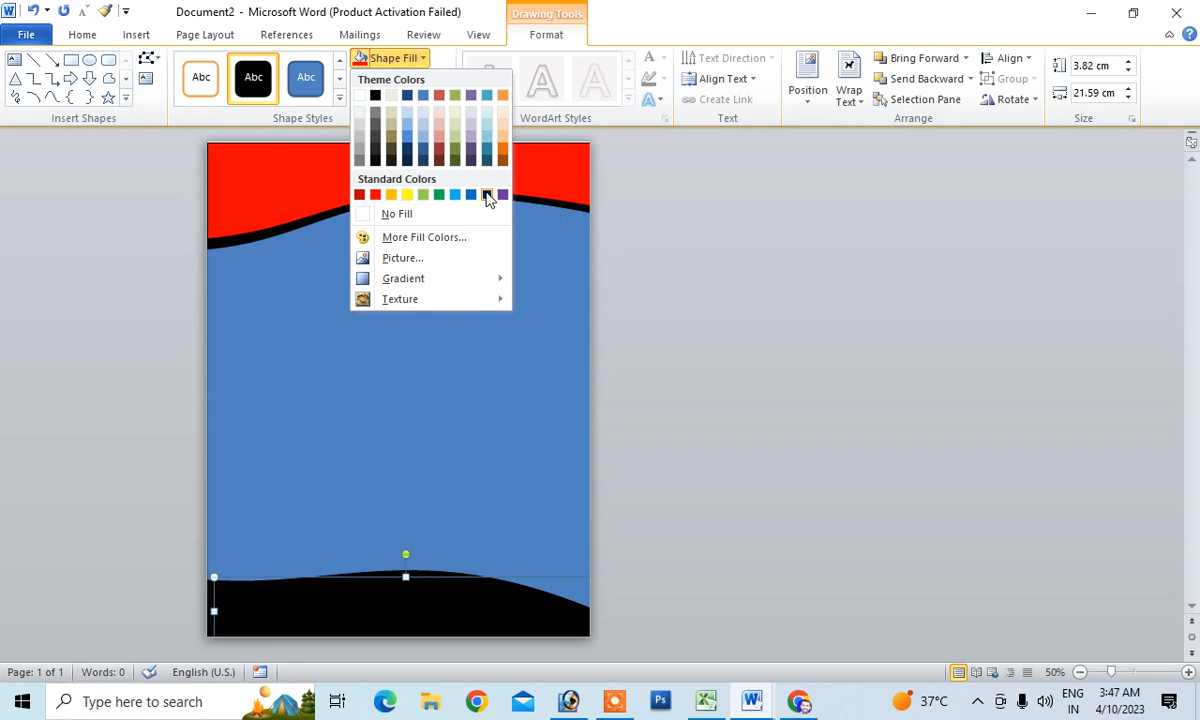 Document2 - Microsoft Word (Product Activation Failed)
Drawing Tools
File Home Insert Page Layout References Mailings Review View Format
Abc Abc Abc
Shape Fill
Insert Shapes
Shape Styles
WordArt Styles
Text Direction
Align Text
Create Link
Text
Position
Wrap Text
Bring Forward
Send Backward
Selection Pane
Align
Group
Rotate
Arrange
3.82 cm
21.59 cm
Size
Theme Colors
Standard Colors
No Fill
More Fill Colors...
Picture...
Gradient
Texture
Page: 1 of 1 Words: 0 English (U.S.) 50%
Type here to search
37°C
ENG
IN
3:47 AM
4/10/2023